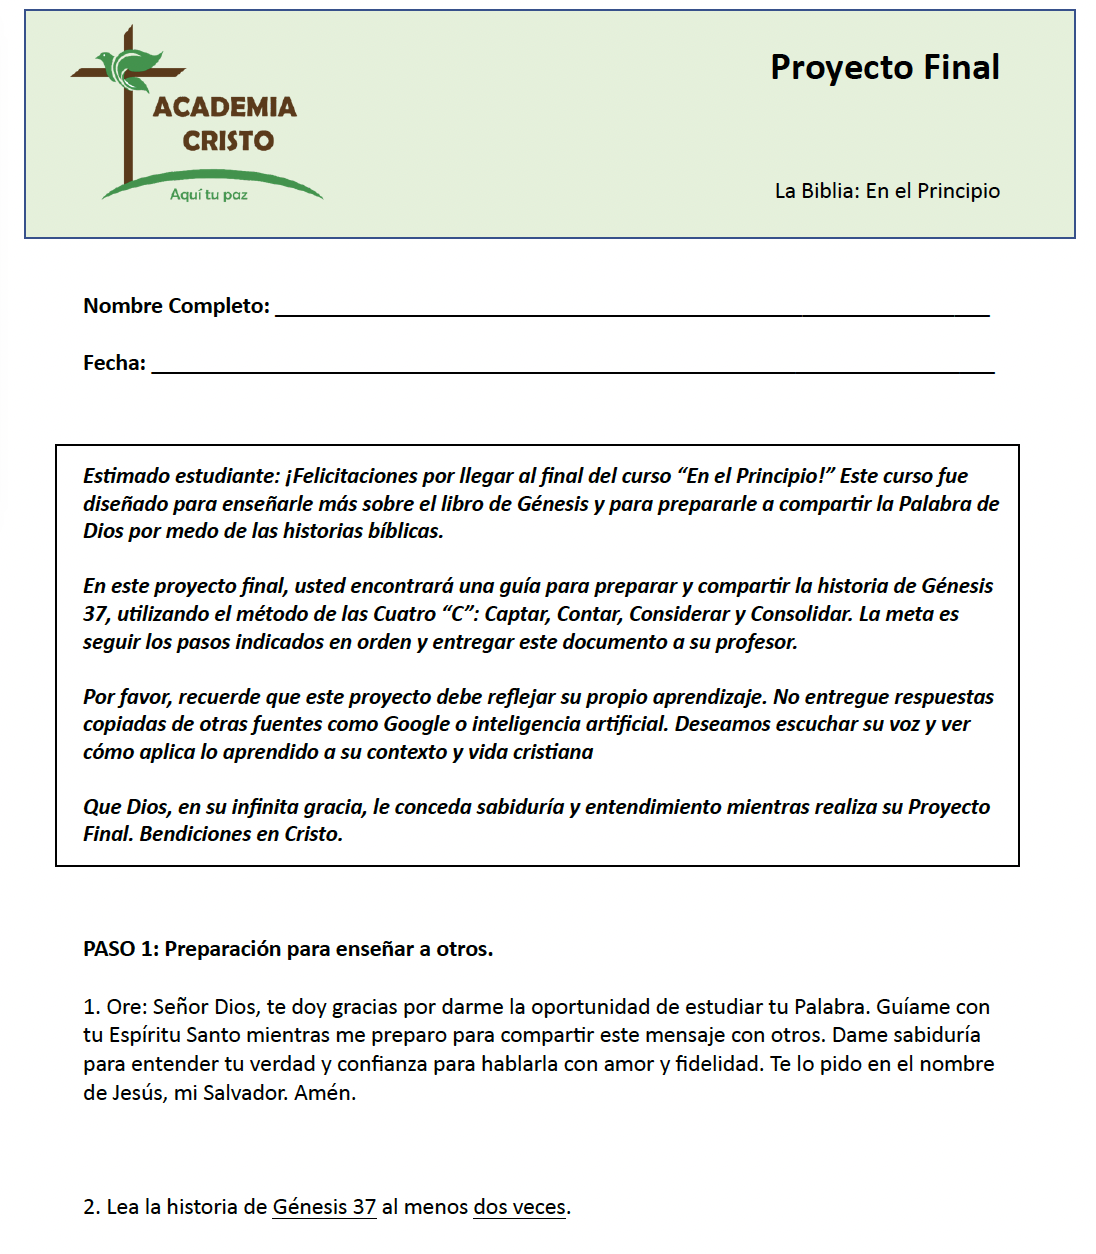 ACADEMIA
CRISTO
Aquí tu paz
Proyecto Final
La Biblia: En el Principio
Nombre Completo: ______________________________
Fecha: ______________________________
Estimado estudiante: ¡Felicitaciones por llegar al final del curso “En el Principio!” Este curso fue
diseñado para enseñarle más sobre el libro de Génesis y para prepararle a compartir la Palabra de
Dios por medo de las historias bíblicas.
En este proyecto final, usted encontrará una guía para preparar y compartir la historia de Génesis
37, utilizando el método de las Cuatro “C”: Captar, Contar, Considerar y Consolidar. La meta es
seguir los pasos indicados en orden y entregar este documento a su profesor.
Por favor, recuerde que este proyecto debe reflejar su propio aprendizaje. No entregue respuestas
copiadas de otras fuentes como Google o inteligencia artificial. Deseamos escuchar su voz y ver
cómo aplica lo aprendido a su contexto y vida cristiana
Que Dios, en su infinita gracia, le conceda sabiduría y entendimiento mientras realiza su Proyecto
Final. Bendiciones en Cristo.
PASO 1: Preparación para enseñar a otros.
1. Ore: Señor Dios, te doy gracias por darme la oportunidad de estudiar tu Palabra. Guíame con
tu Espíritu Santo mientras me preparo para compartir este mensaje con otros. Dame sabiduría
para entender tu verdad y confianza para hablarla con amor y fidelidad. Te lo pido en el nombre
de Jesús, mi Salvador. Amén.
2. Lea la historia de Génesis 37 al menos dos veces.